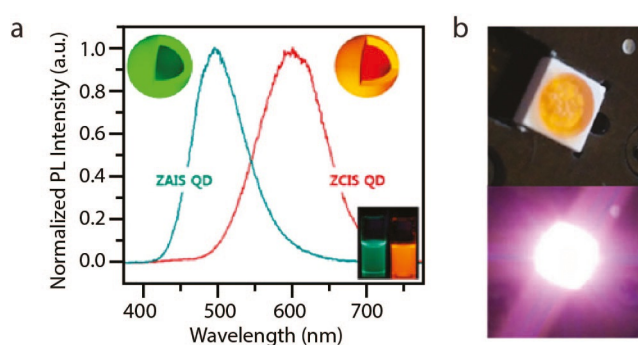 a
b
Normalized PL Intensity (a.u.)
1.0
0.8
0.6
0.4
0.2
0.0
ZAIS QD
ZCIS QD
400
500
600
700
Wavelength (nm)